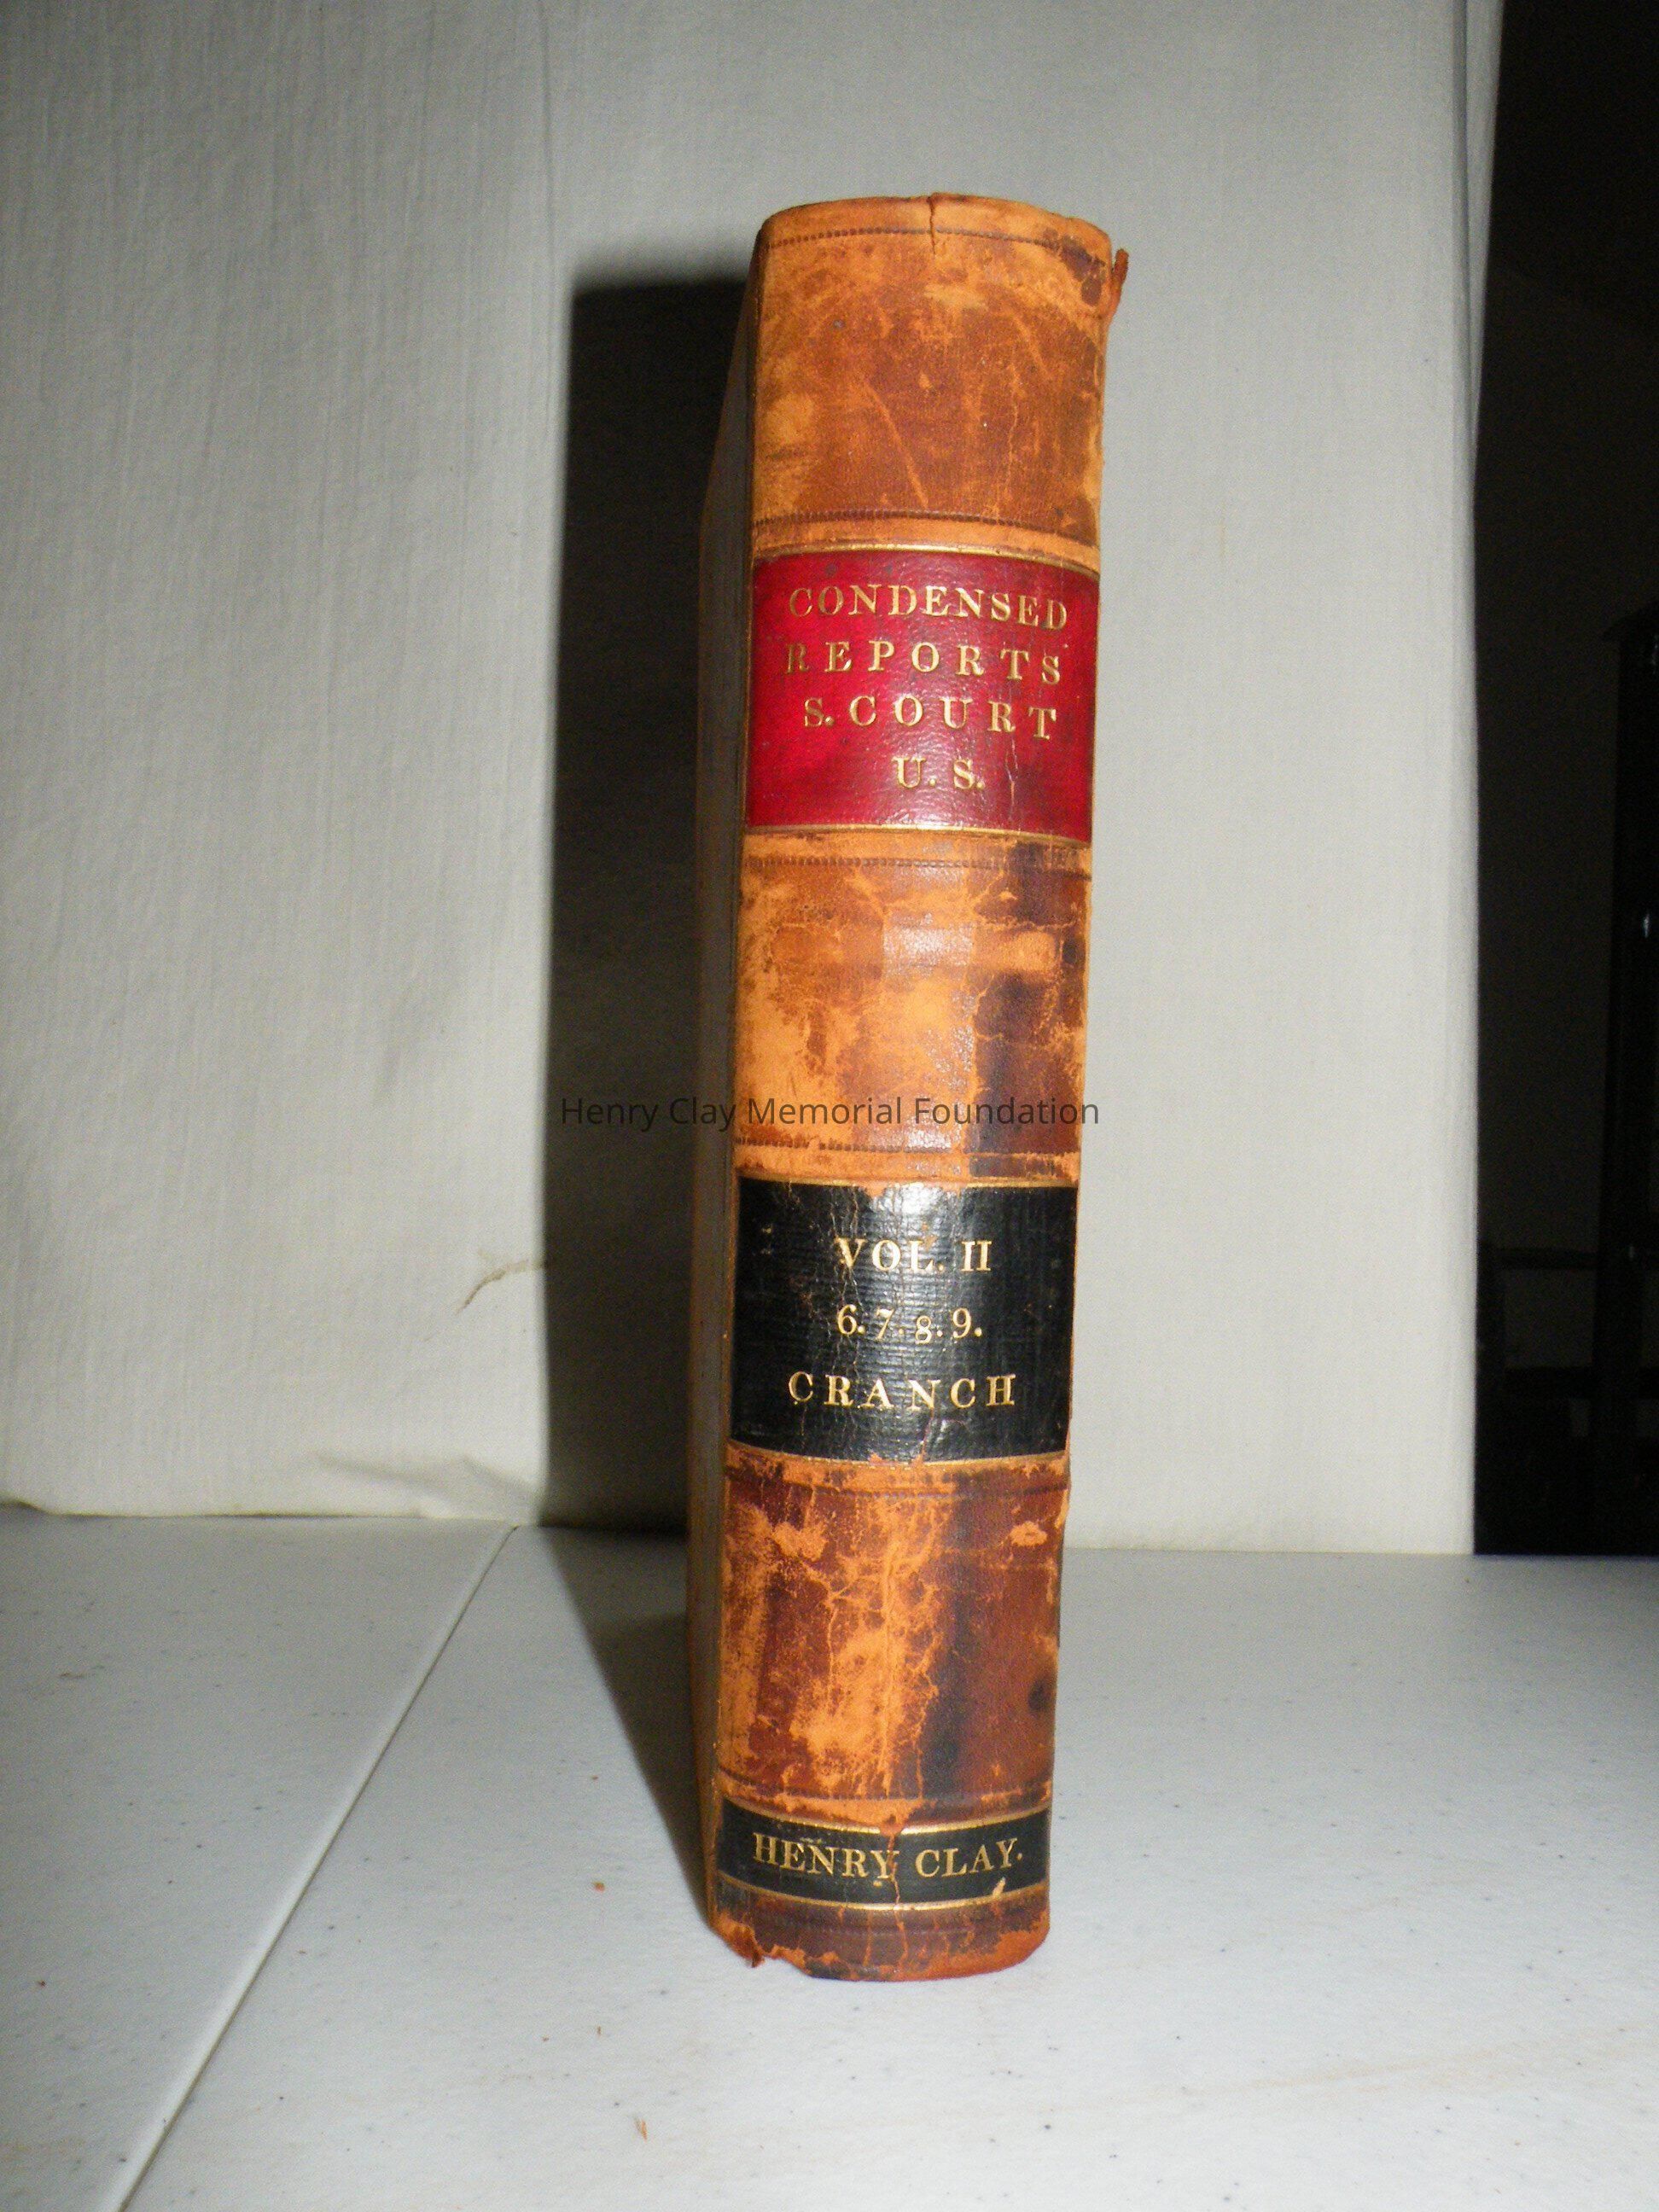 CONDENSED
REPORTS
S. COURT
U. S.
Henry Clay Memorial Foundation
VOL. II
6. 7. 8. 9.
CRANCH
HENRY CLAY.